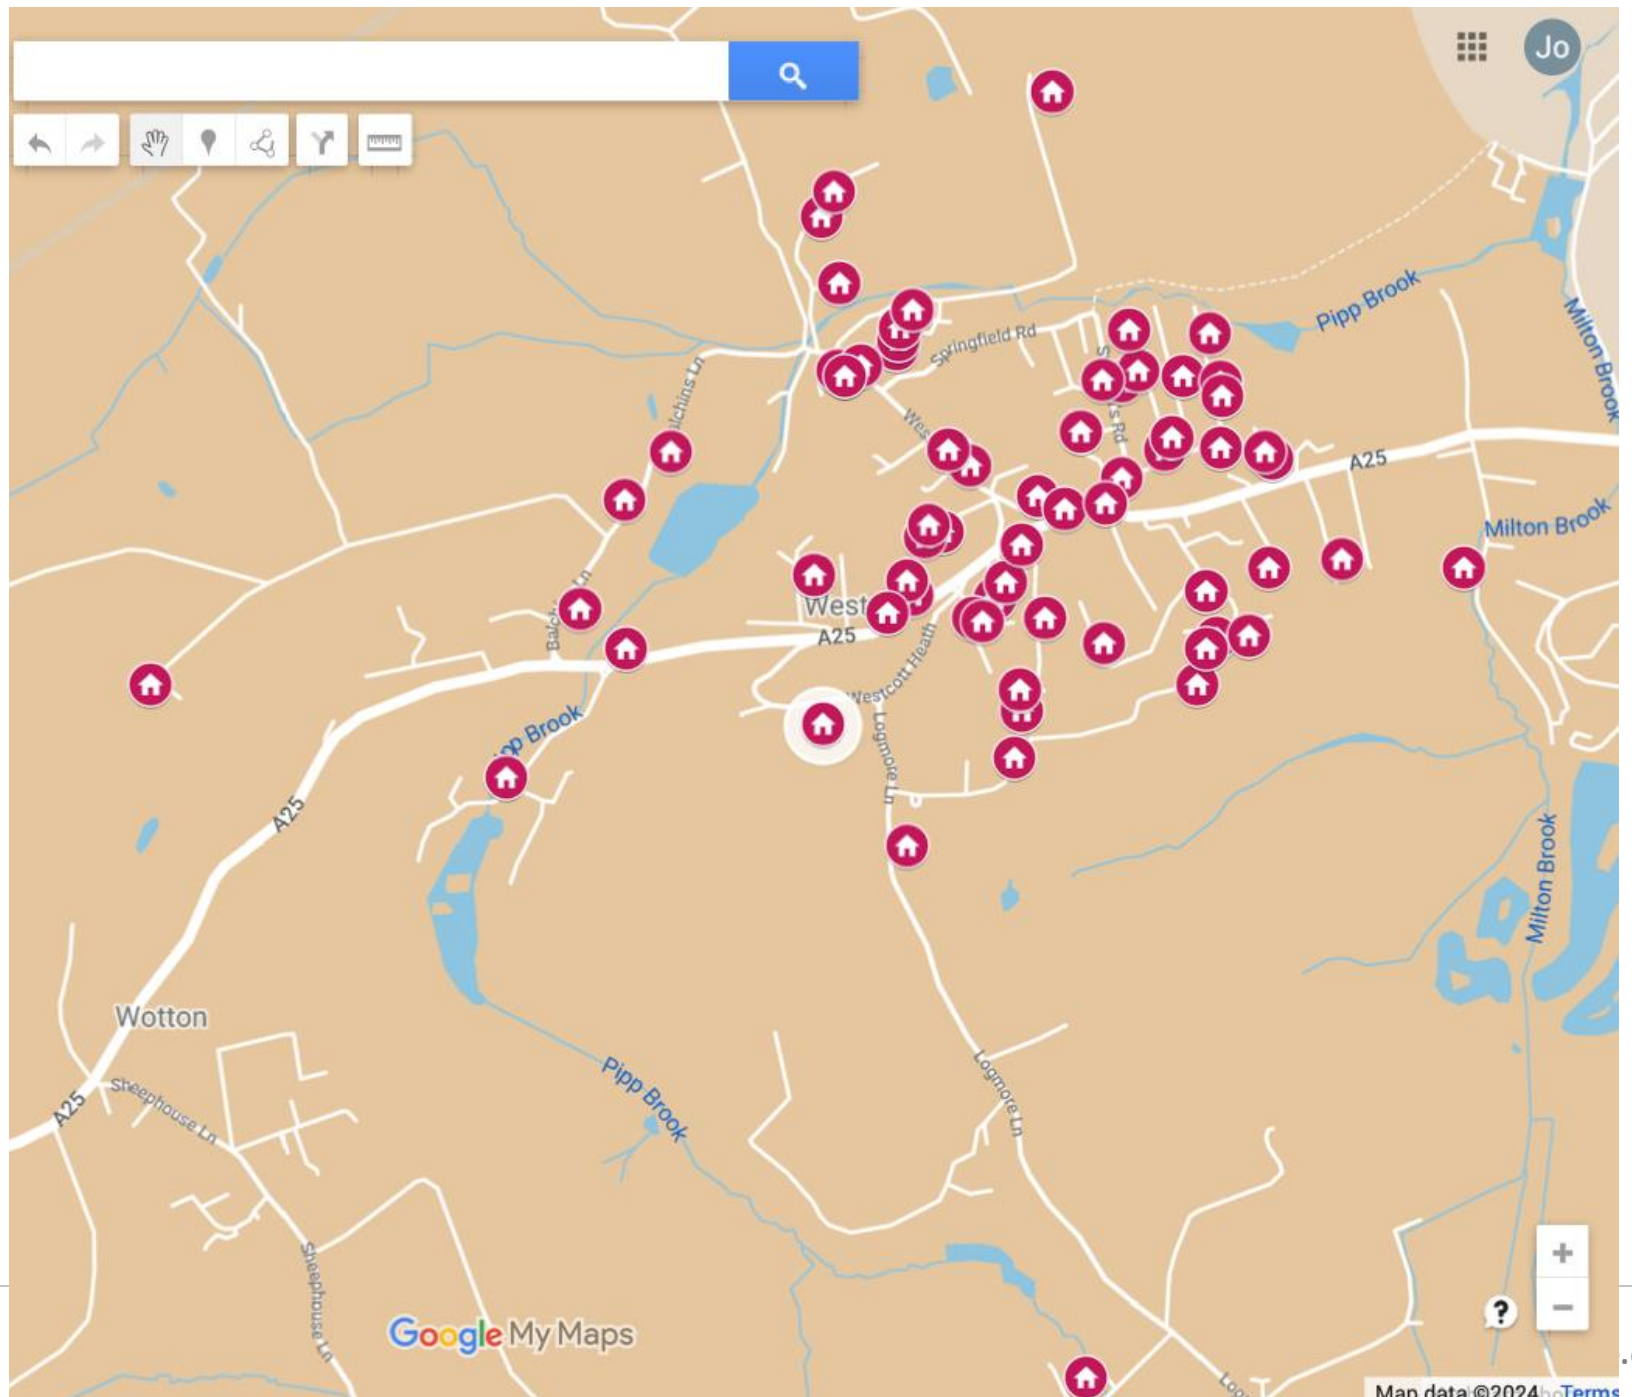 Jo
Pipp Brook
Milton Brook
Springfield Rd
A25
Milton Brook
West
A25
Westcott Heath
Logmore Ln
A25
Milton Brook
Wotton
Sheephouse Ln
A25
Pipp Brook
Logmore Ln
Sheephouse Ln
Google My Maps
?
Map data ©2024
Terms